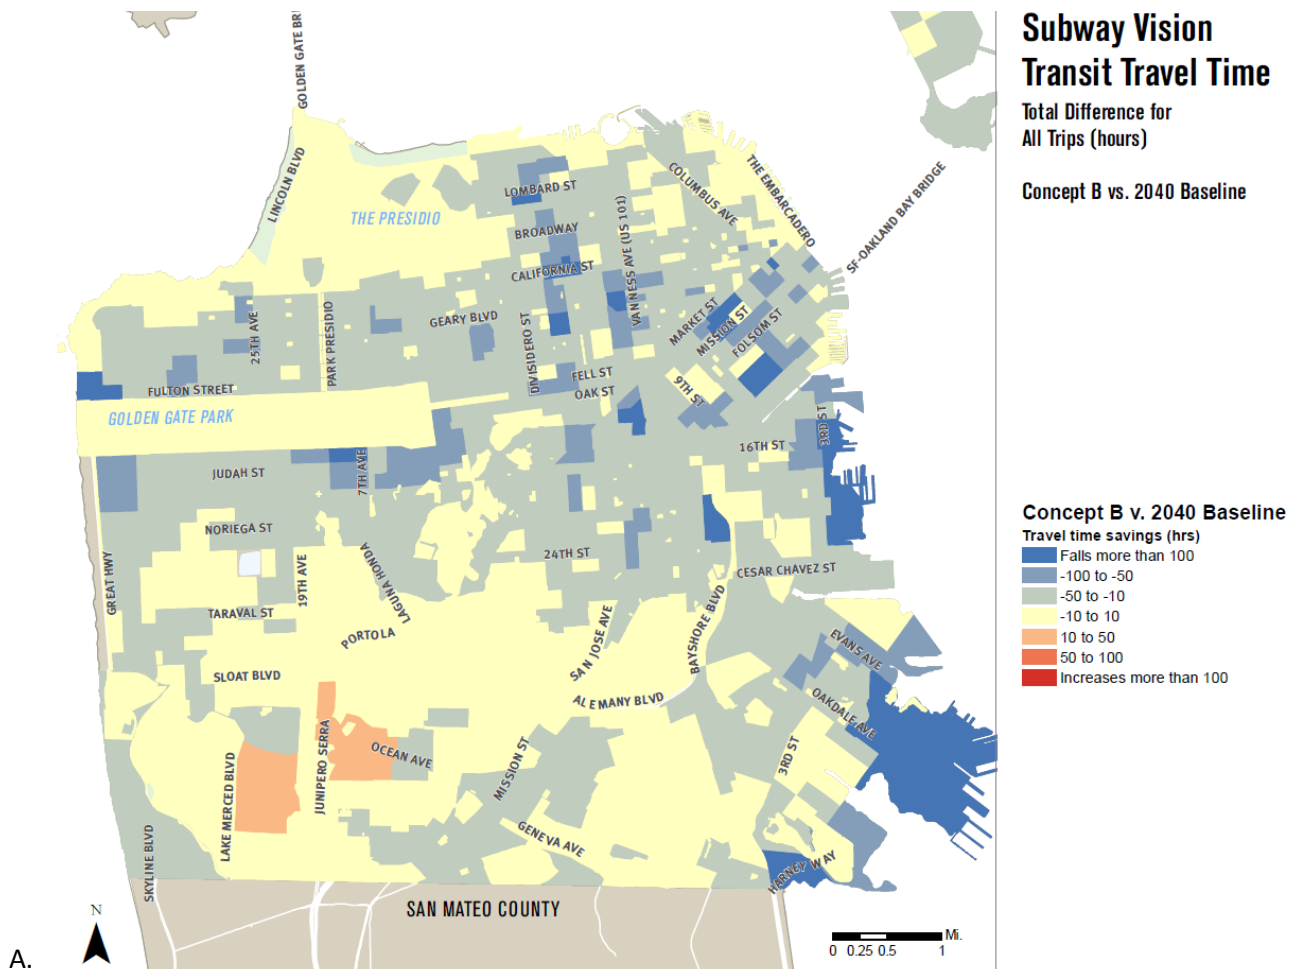 Subway Vision
Transit Travel Time
Total Difference for
All Trips (hours)
Concept B vs. 2040 Baseline
GOLDEN GATE BR
LINCOLN BLVD
THE PRESIDIO
LOMBARD ST
COLUMBUS AVE
THE EMBARCADERO
BROADWAY
VAN NESS AVE (US 101)
SF-OAKLAND BAY BRIDGE
CALIFORNIA ST
25TH AVE
PARK PRESIDIO
GEARY BLVD
DIVISIDERO ST
MARKET ST
MISSION ST
FOLSOM ST
FULTON STREET
FELL ST
OAK ST
9TH ST
GOLDEN GATE PARK
3RD ST
16TH ST
JUDAH ST
7TH AVE
NORIEGA ST
24TH ST
CESAR CHAVEZ ST
GREAT HWY
19TH AVE
LAGUNA HONDA
TARAVAL ST
PORTOLA
SAN JOSE AVE
BAYSHORE BLVD
EVANS AVE
SLOAT BLVD
ALEMANY BLVD
OAKDALE AVE
JUNIPERO SERRA
OCEAN AVE
MISSION ST
3RD ST
LAKE MERCED BLVD
SKYLINE BLVD
GENEVA AVE
HARNEY WAY
SAN MATEO COUNTY
Concept B v. 2040 Baseline
Travel time savings (hrs)
Falls more than 100
-100 to -50
-50 to -10
-10 to 10
10 to 50
50 to 100
Increases more than 100
N
Mi.
0 0.25 0.5 1
A.